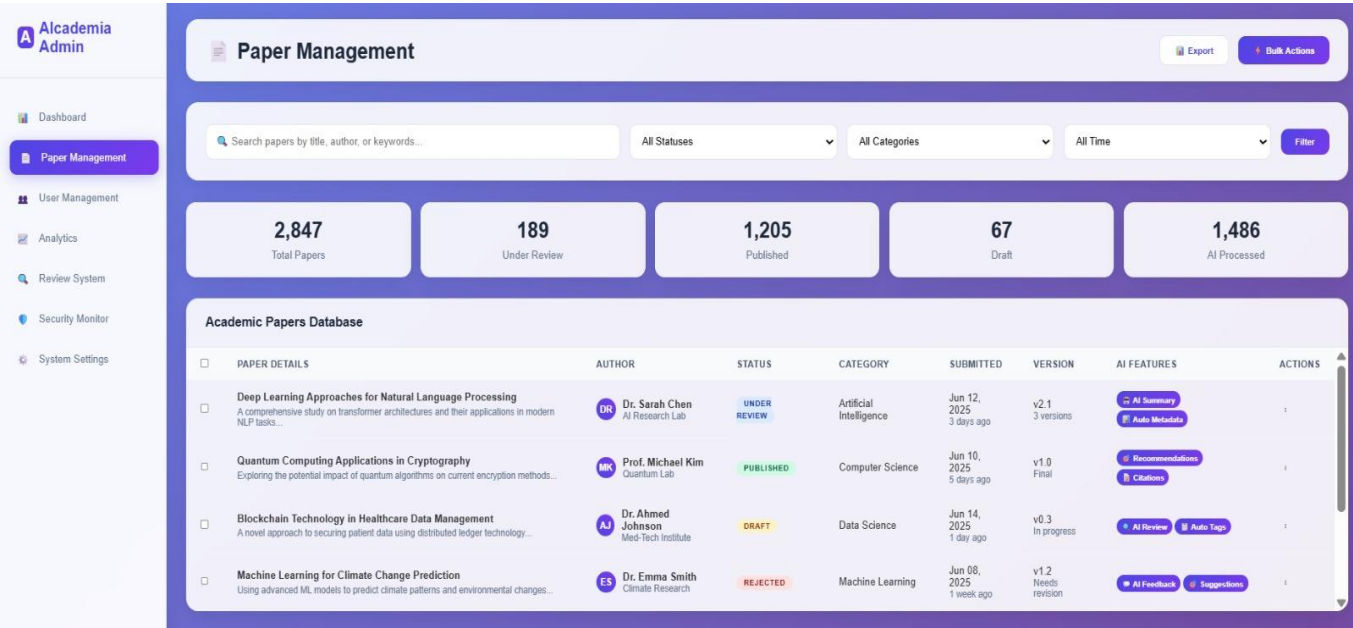 A
AIcademia
Admin
Dashboard
Paper Management
User Management
Analytics
Review System
Security Monitor
System Settings
Paper Management
Export
Bulk Actions
Search papers by title, author, or keywords...
All Statuses
All Categories
All Time
Filter
2,847
Total Papers
189
Under Review
1,205
Published
67
Draft
1,486
AI Processed
Academic Papers Database
PAPER DETAILS AUTHOR STATUS CATEGORY SUBMITTED VERSION AI FEATURES ACTIONS
Deep Learning Approaches for Natural Language Processing
A comprehensive study on transformer architectures and their applications in modern
NLP tasks...
DR
Dr. Sarah Chen
AI Research Lab
UNDER
REVIEW
Artificial
Intelligence
Jun 12,
2025
3 days ago
v2.1
3 versions
AI Summary
Auto Metadata
Quantum Computing Applications in Cryptography
Exploring the potential impact of quantum algorithms on current encryption methods...
MK
Prof. Michael Kim
Quantum Lab
PUBLISHED
Computer Science
Jun 10,
2025
5 days ago
v1.0
Final
Recommendations
Citations
Blockchain Technology in Healthcare Data Management
A novel approach to securing patient data using distributed ledger technology...
AJ
Dr. Ahmed
Johnson
Med-Tech Institute
DRAFT
Data Science
Jun 14,
2025
1 day ago
v0.3
In progress
AI Review
Auto Tags
Machine Learning for Climate Change Prediction
Using advanced ML models to predict climate patterns and environmental changes...
ES
Dr. Emma Smith
Climate Research
REJECTED
Machine Learning
Jun 08,
2025
1 week ago
v1.2
Needs
revision
AI Feedback
Suggestions